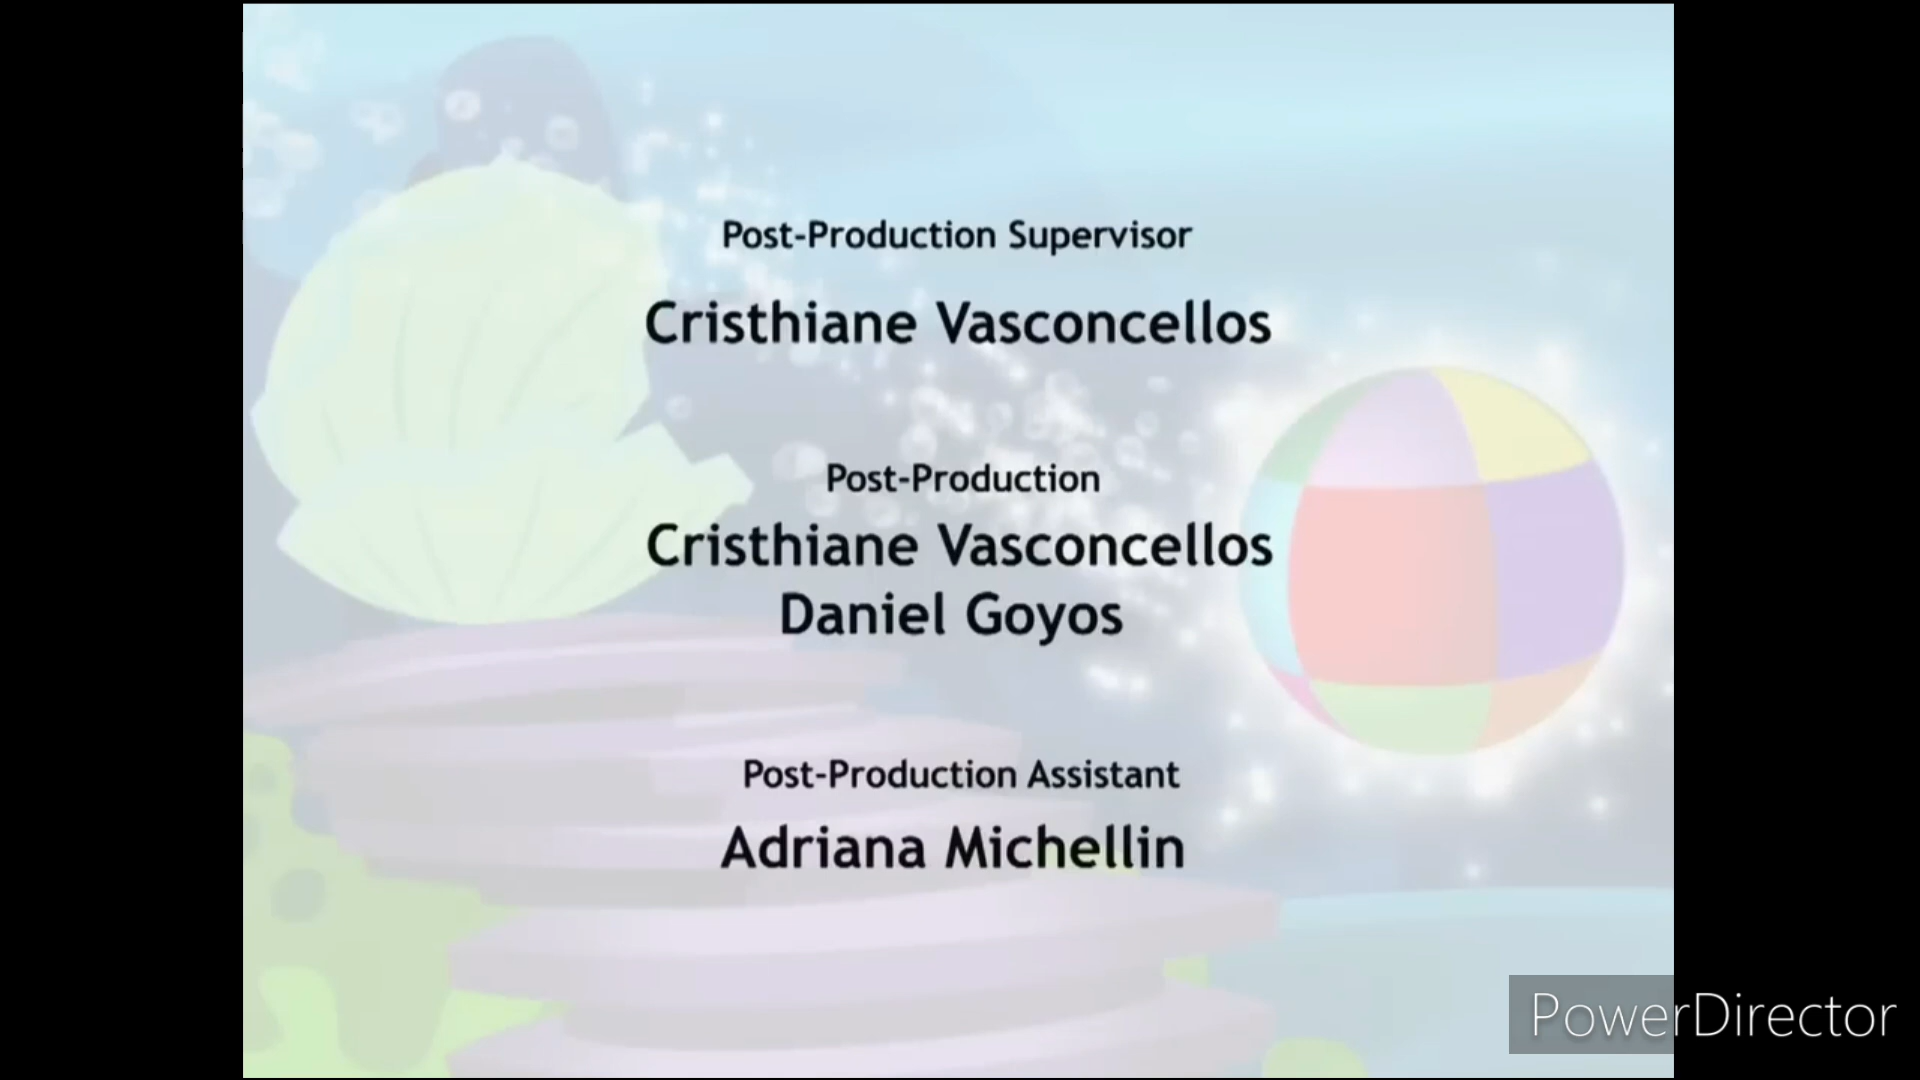 Post-Production Supervisor
Cristhiane Vasconcellos
Post-Production
Cristhiane Vasconcellos
Daniel Goyos
Post-Production Assistant
Adriana Michellin
PowerDirector